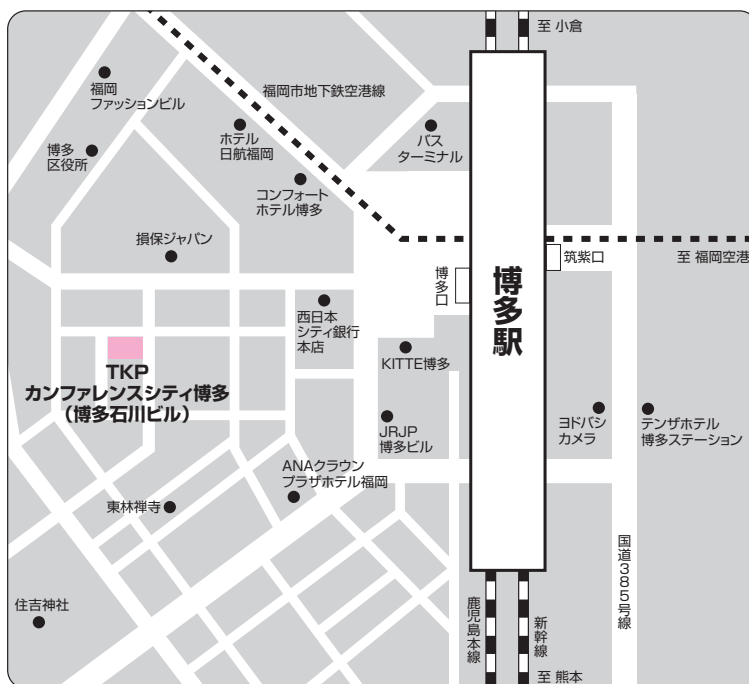 至 小倉
福岡
ファッションビル
福岡市地下鉄空港線
博多
区役所
ホテル
日航福岡
バス
ターミナル
コンフォート
ホテル博多
損保ジャパン
筑紫口
至 福岡空港
博多口
博多駅
西日本
シティ銀行
本店
KITTE博多
TKP
カンファレンスシティ博多
（博多石川ビル）
JRJP
博多ビル
ヨドバシ
カメラ
テンザホテル
博多ステーション
ANAクラウン
プラザホテル福岡
東林禅寺
国道385号線
住吉神社
鹿児島本線
新幹線
至 熊本